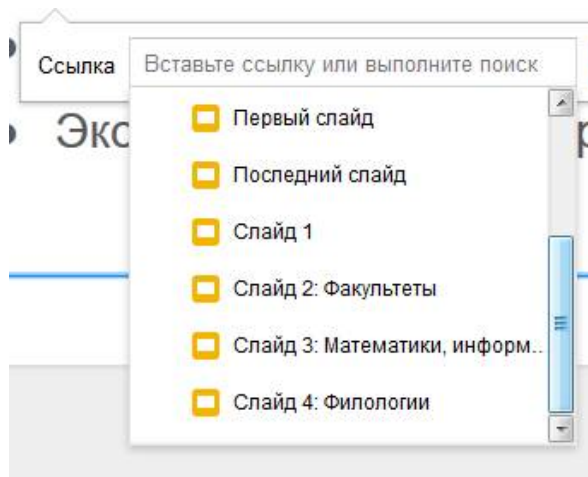 Ссылка Вставьте ссылку или выполните поиск
Первый слайд
Эко
Последний слайд
Слайд 1
Слайд 2: Факультеты
Слайд 3: Математики, информ..
Слайд 4: Филологии